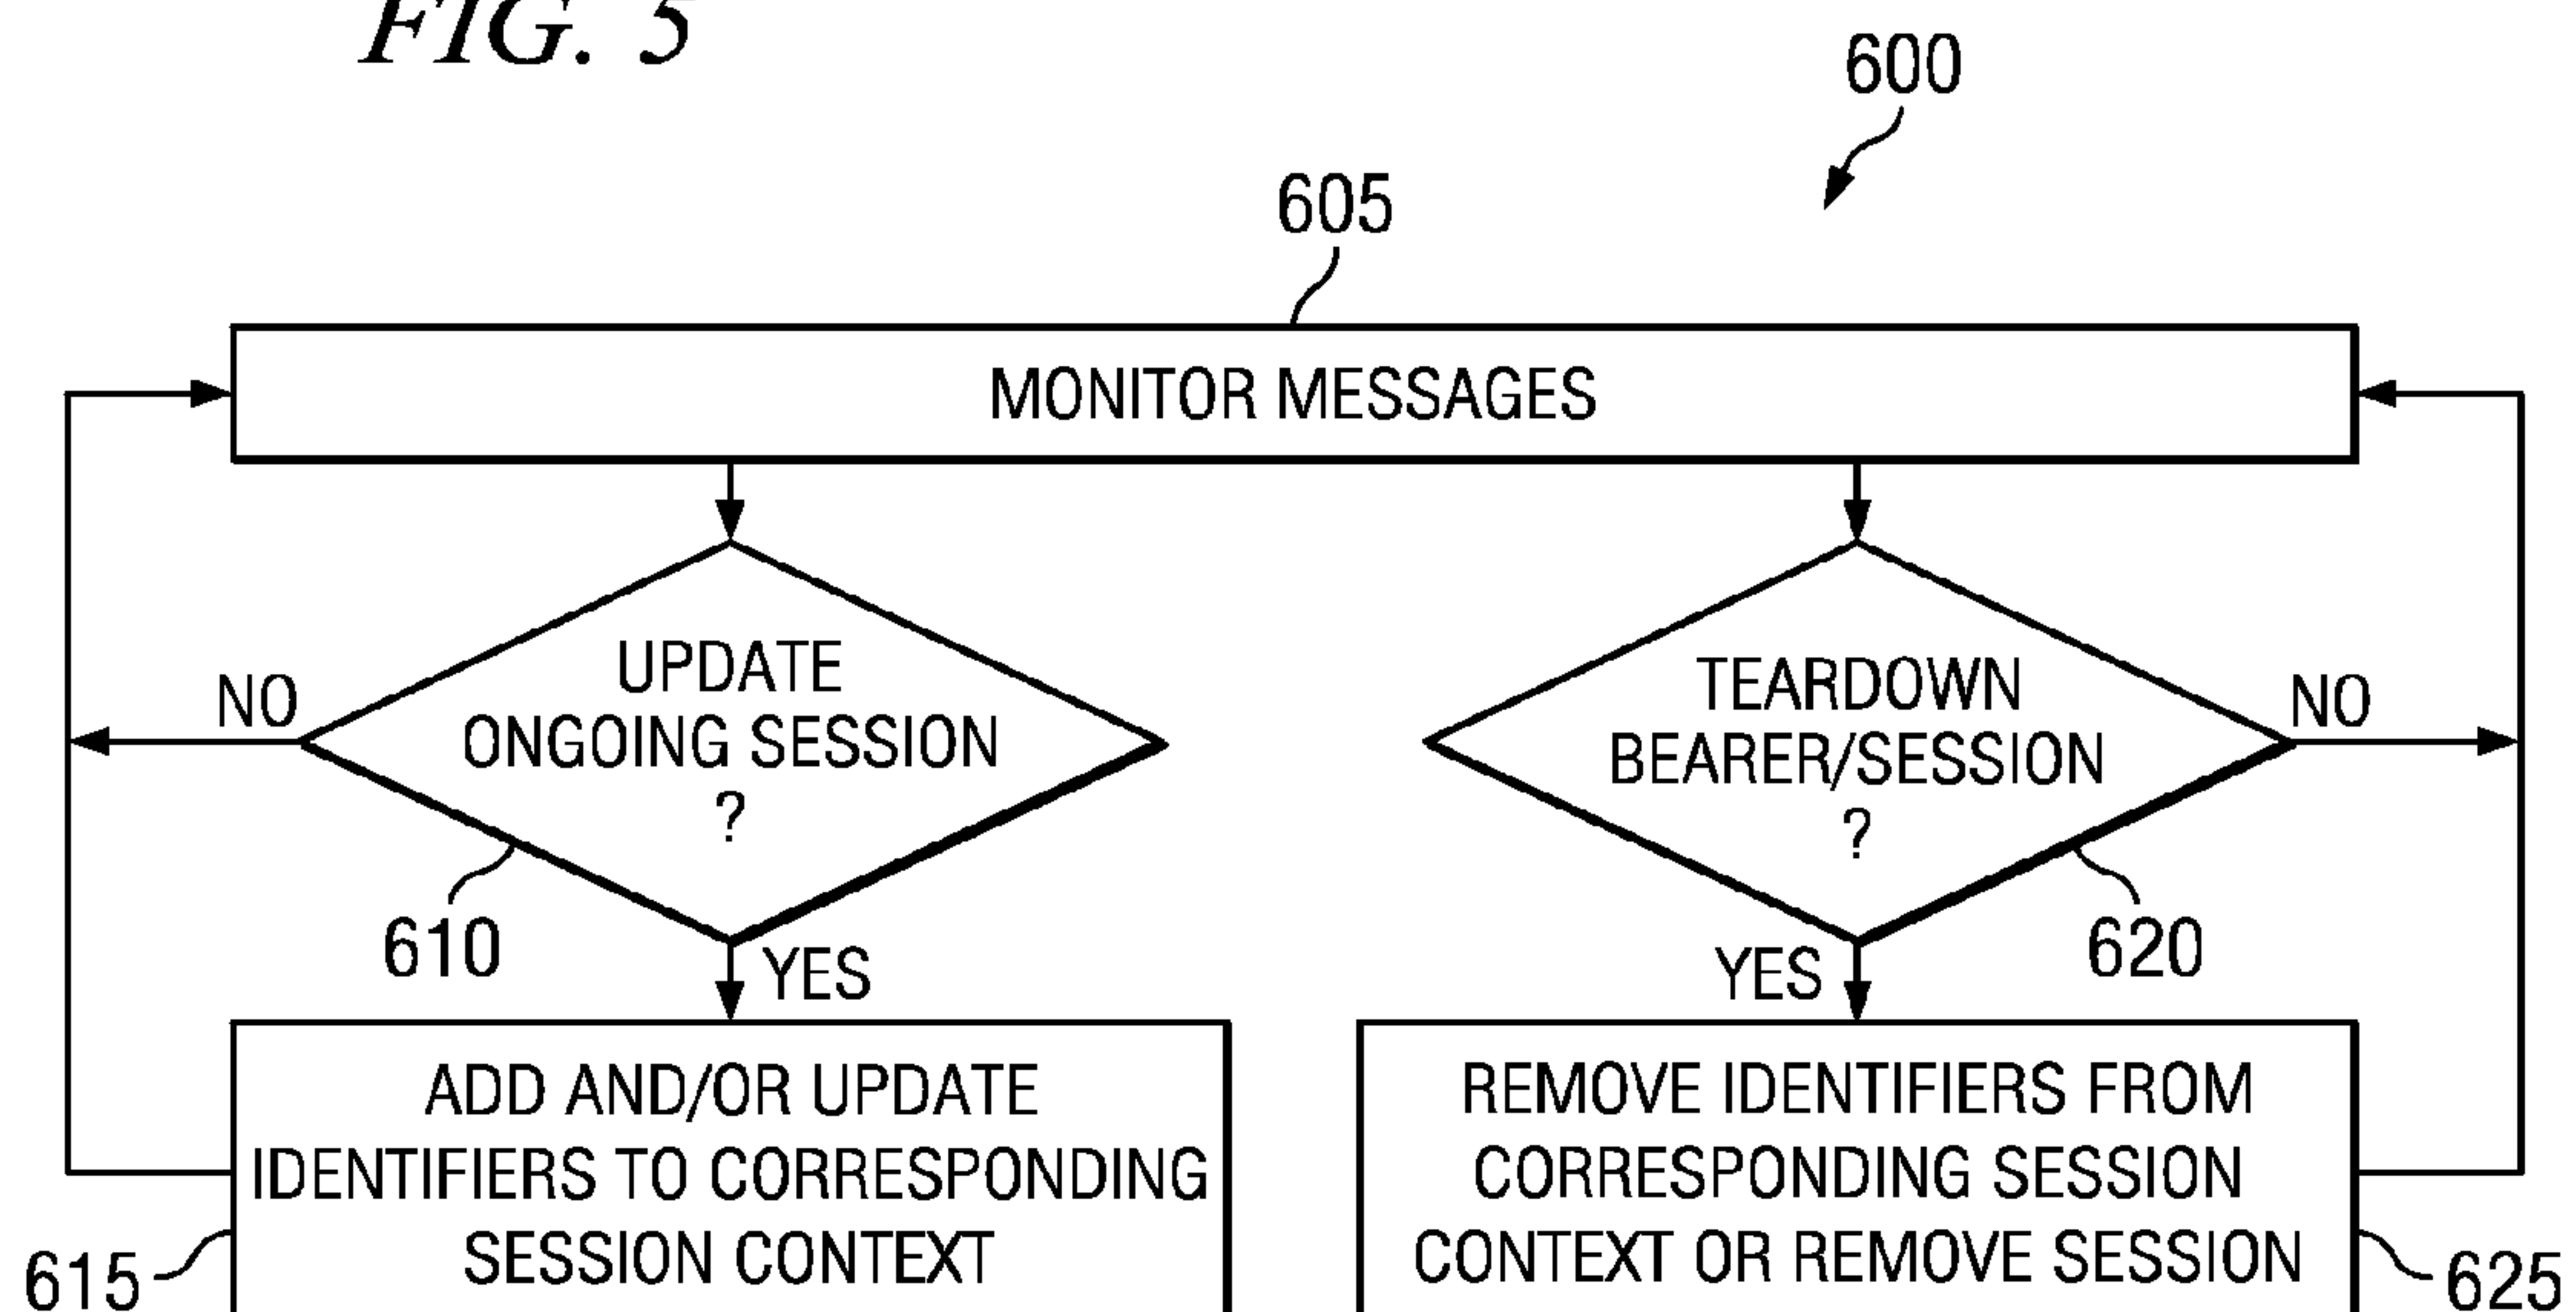 FIG. 5
600
605
MONITOR MESSAGES
UPDATE
ONGOING SESSION
?
NO
610
YES
TEARDOWN
BEARER/SESSION
?
NO
620
YES
ADD AND/OR UPDATE
IDENTIFIERS TO CORRESPONDING
SESSION CONTEXT
615
REMOVE IDENTIFIERS FROM
CORRESPONDING SESSION
CONTEXT OR REMOVE SESSION
625